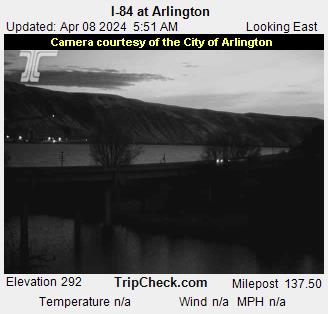 I-84 at Arlington
Updated: Apr 08 2024 5:51 AM Looking East
Camera courtesy of the City of Arlington
Elevation 292 TripCheck.com Milepost 137.50
Temperature n/a Wind n/a MPH n/a